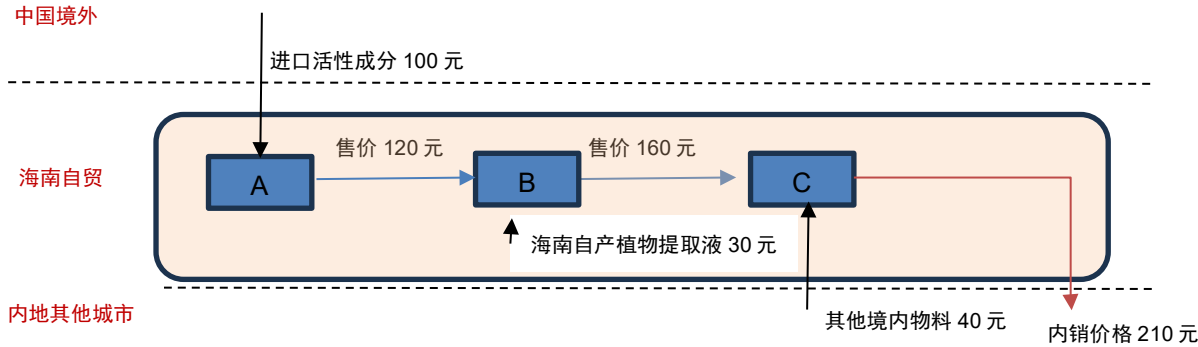 中国境外
进口活性成分 100 元
海南自贸
售价 120 元
售价 160 元
A
B
C
海南自产植物提取液 30 元
内地其他城市
其他境内物料 40 元
内销价格 210 元